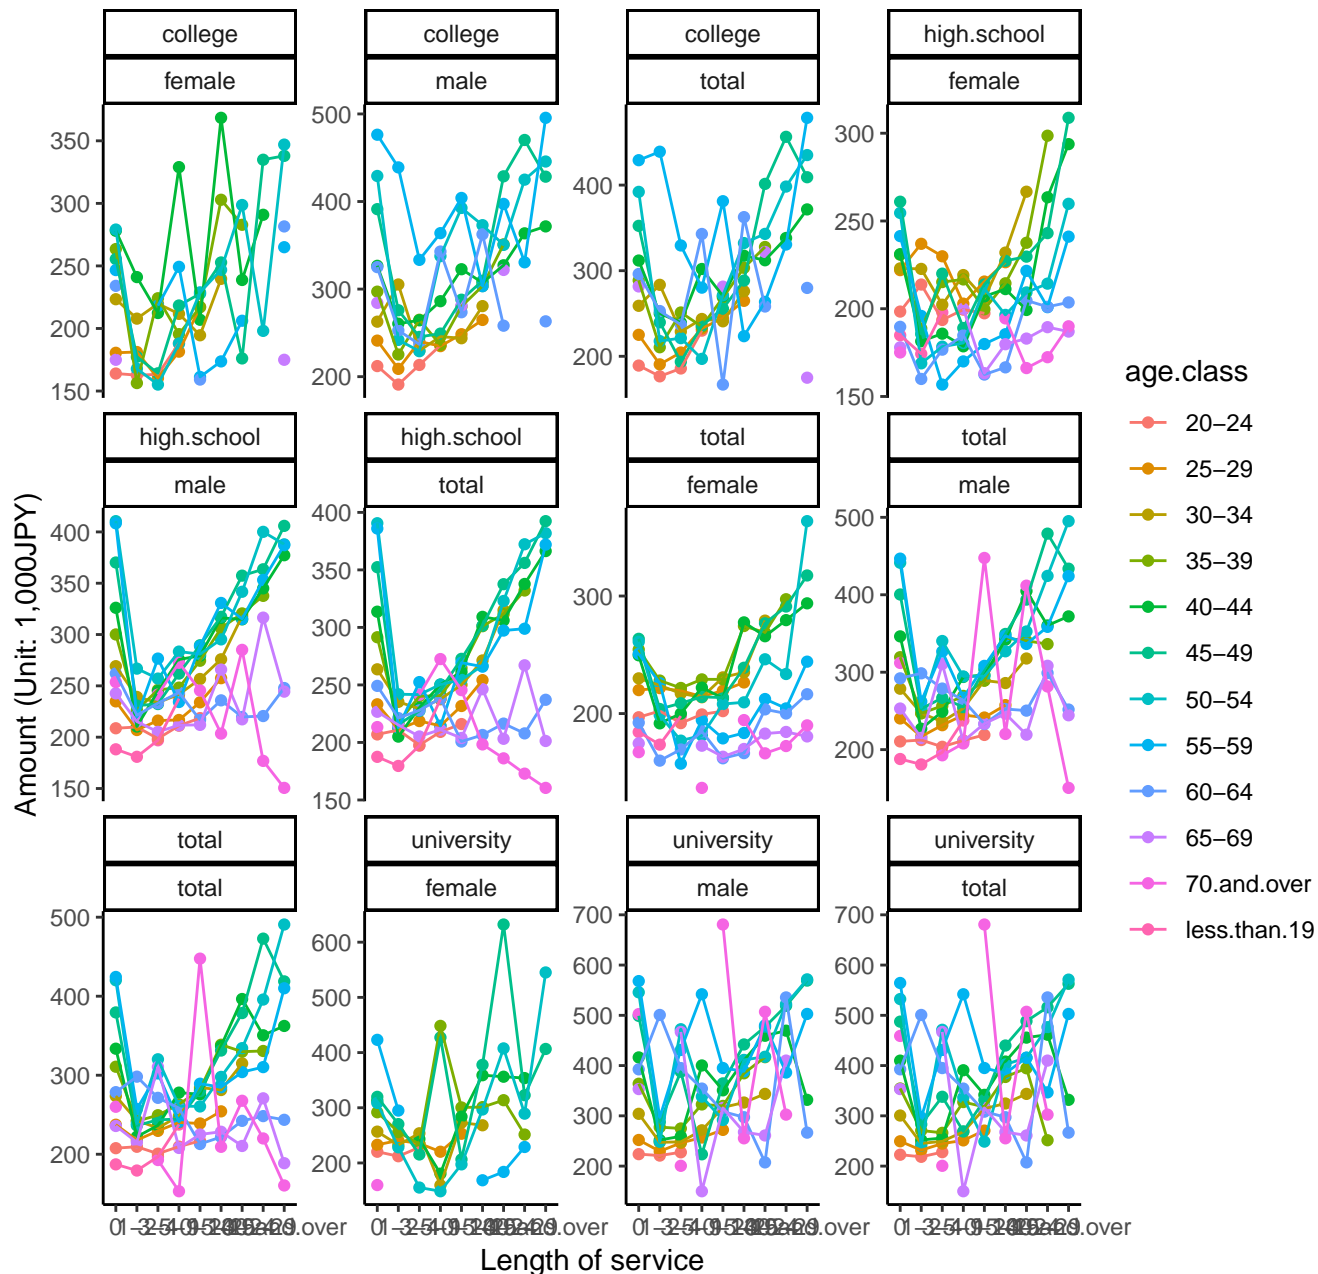 college
college
college
high.school
female
male
total
female
350
300
250
200
150
500
400
300
200
400
300
200
300
250
200
150
high.school
high.school
total
total
male
total
female
male
400
350
300
250
200
150
400
350
300
250
200
150
300
200
500
400
300
200
total
university
university
university
total
female
male
total
500
400
300
200
600
500
400
300
200
700
600
500
400
300
200
700
600
500
400
300
200
Amount (Unit: 1,000JPY)
Length of service
age.class
20−24
25−29
30−34
35−39
40−44
45−49
50−54
55−59
60−64
65−69
70.and.over
less.than.19